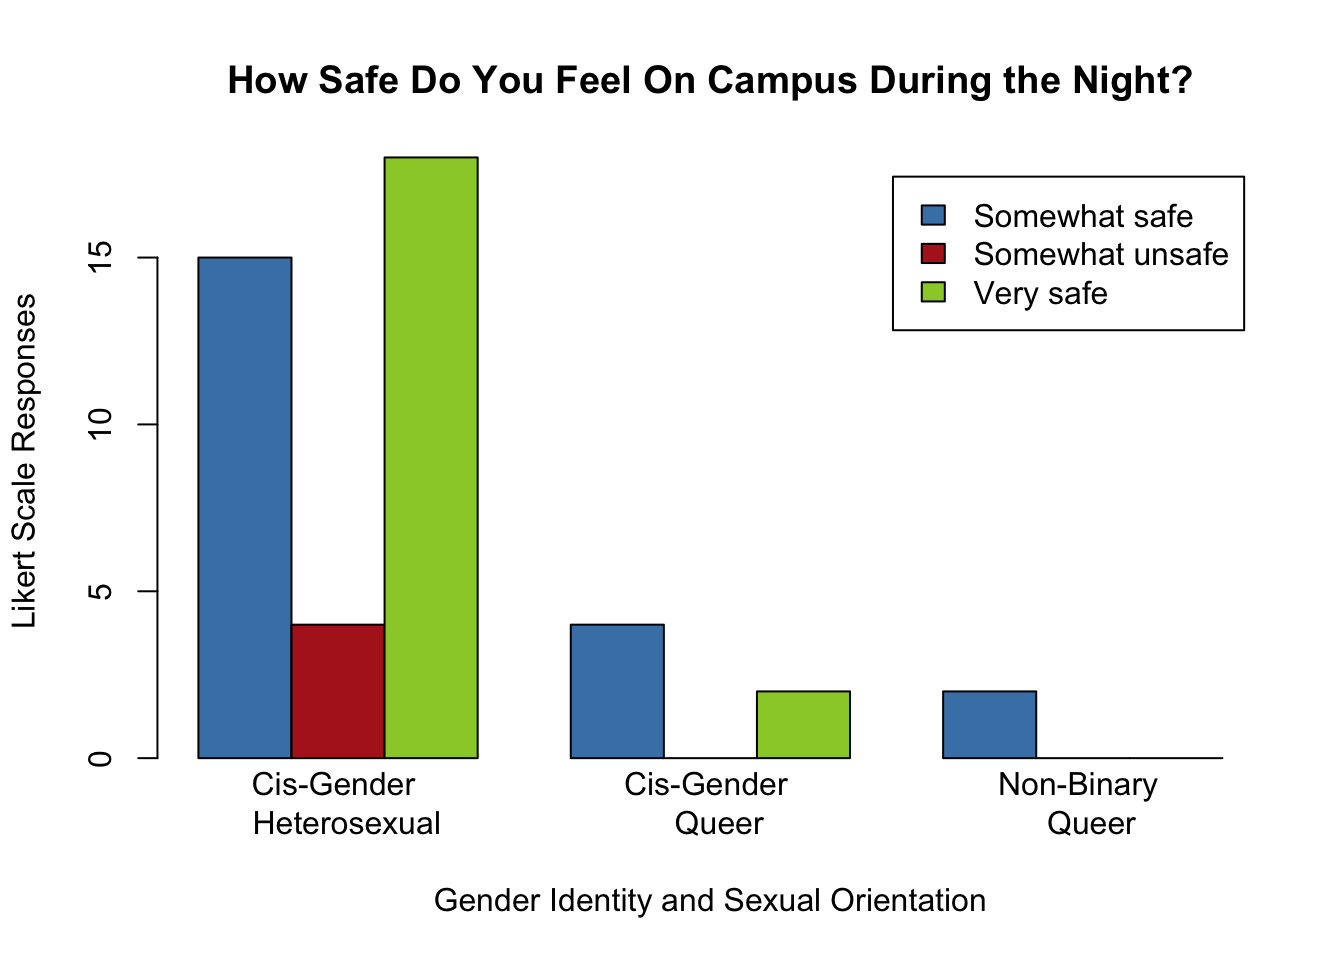 How Safe Do You Feel On Campus During the Night?
Somewhat safe
Somewhat unsafe
Very safe
Likert Scale Responses
15
10
5
0
Cis-Gender
Heterosexual
Cis-Gender
Queer
Non-Binary
Queer
Gender Identity and Sexual Orientation